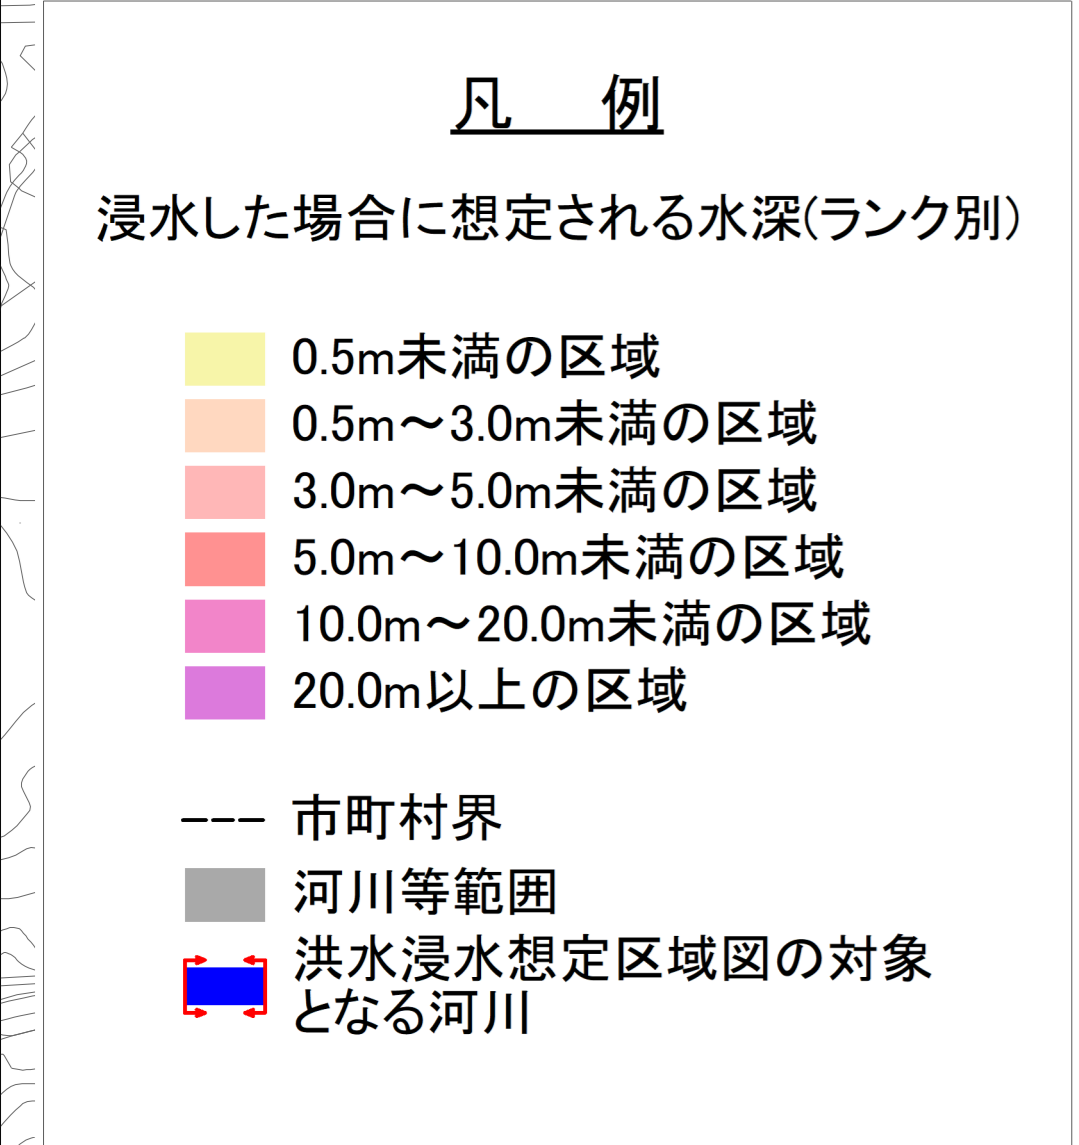 凡　例
浸水した場合に想定される水深(ランク別)
0.5m未満の区域
0.5m～3.0m未満の区域
3.0m～5.0m未満の区域
5.0m～10.0m未満の区域
10.0m～20.0m未満の区域
20.0m以上の区域
市町村界
河川等範囲
洪水浸水想定区域図の対象
となる河川